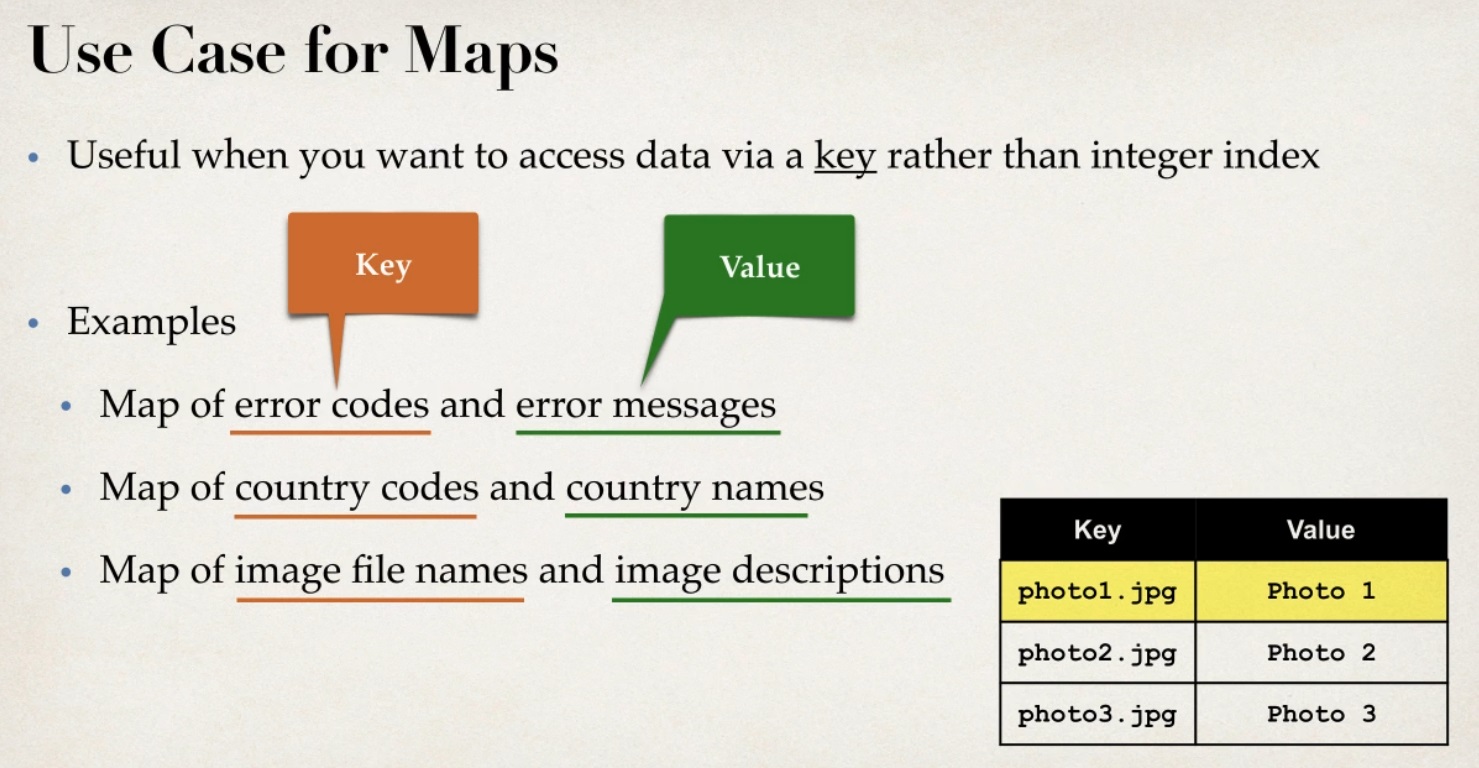 Use Case for Maps
• Useful when you want to access data via a key rather than integer index
Key
Value
• Examples
• Map of error codes and error messages
• Map of country codes and country names
• Map of image file names and image descriptions
Key Value
photo1.jpg Photo 1
photo2.jpg Photo 2
photo3.jpg Photo 3